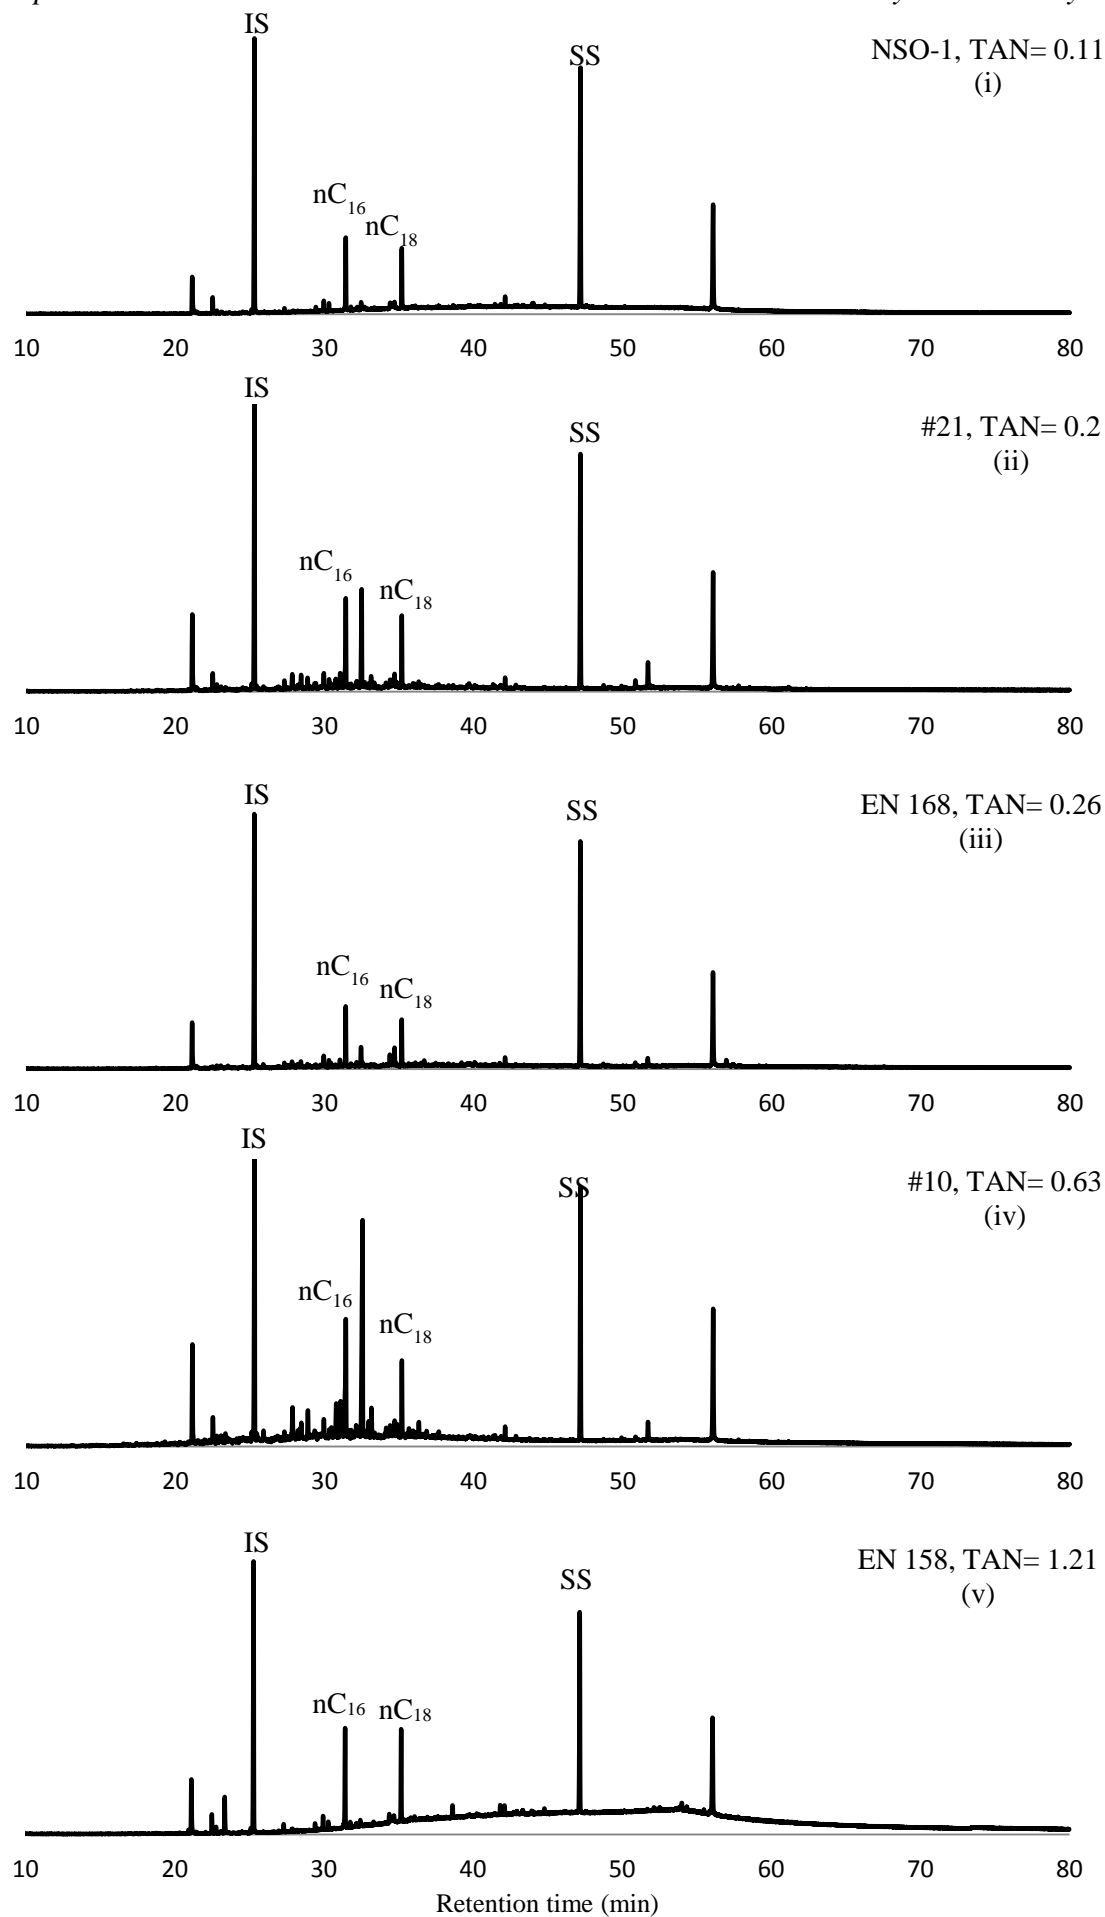 IS
NSO-1, TAN= 0.11
SS
(i)
nC₁₆
nC₁₈
10 20 30 40 50 60 70 80
IS
#21, TAN= 0.2
SS
(ii)
nC₁₆
nC₁₈
10 20 30 40 50 60 70 80
IS
EN 168, TAN= 0.26
SS
(iii)
nC₁₆
nC₁₈
10 20 30 40 50 60 70 80
IS
#10, TAN= 0.63
SS
(iv)
nC₁₆
nC₁₈
10 20 30 40 50 60 70 80
IS
EN 158, TAN= 1.21
SS
(v)
nC₁₆ nC₁₈
10 20 30 40 50 60 70 80
Retention time (min)